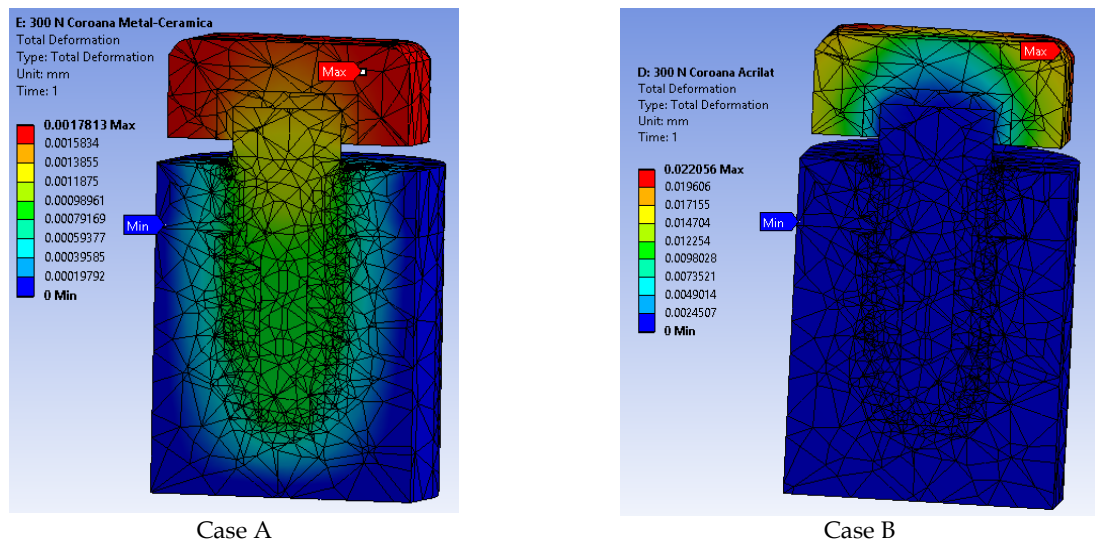 E: 300 N Coroana Metal-Ceramica
Total Deformation
Type: Total Deformation
Unit: mm
Time: 1
0.0017813 Max
0.0015834
0.0013855
0.0011875
0.00098961
0.00079169
0.00059377
0.00039585
0.00019792
0 Min
Max
Min
Case A
D: 300 N Coroana Acrilat
Total Deformation
Type: Total Deformation
Unit: mm
Time: 1
0.022056 Max
0.019606
0.017155
0.014704
0.012254
0.0098028
0.0073521
0.0049014
0.0024507
0 Min
Max
Min
Case B